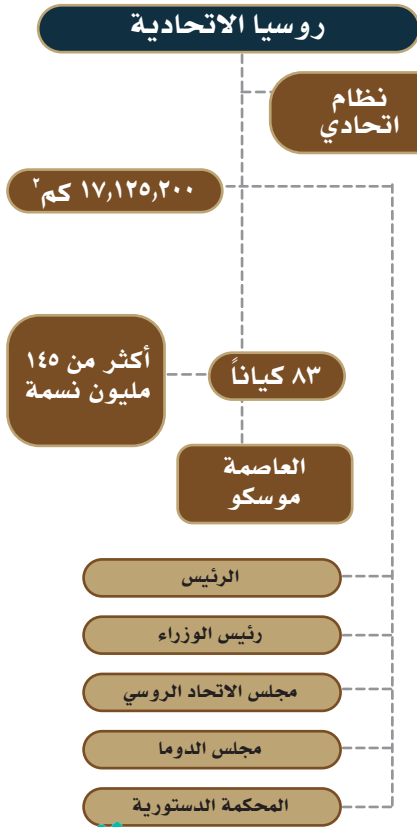 روسيا الاتحادية
نظام
اتحادي
١٧,١٢٥,٢٠٠ كم٢
٨٣ كياناً
أكثر من ١٤٥
مليون نسمة
العاصمة
موسكو
الرئيس
رئيس الوزراء
مجلس الاتحاد الروسي
مجلس الدوما
المحكمة الدستورية